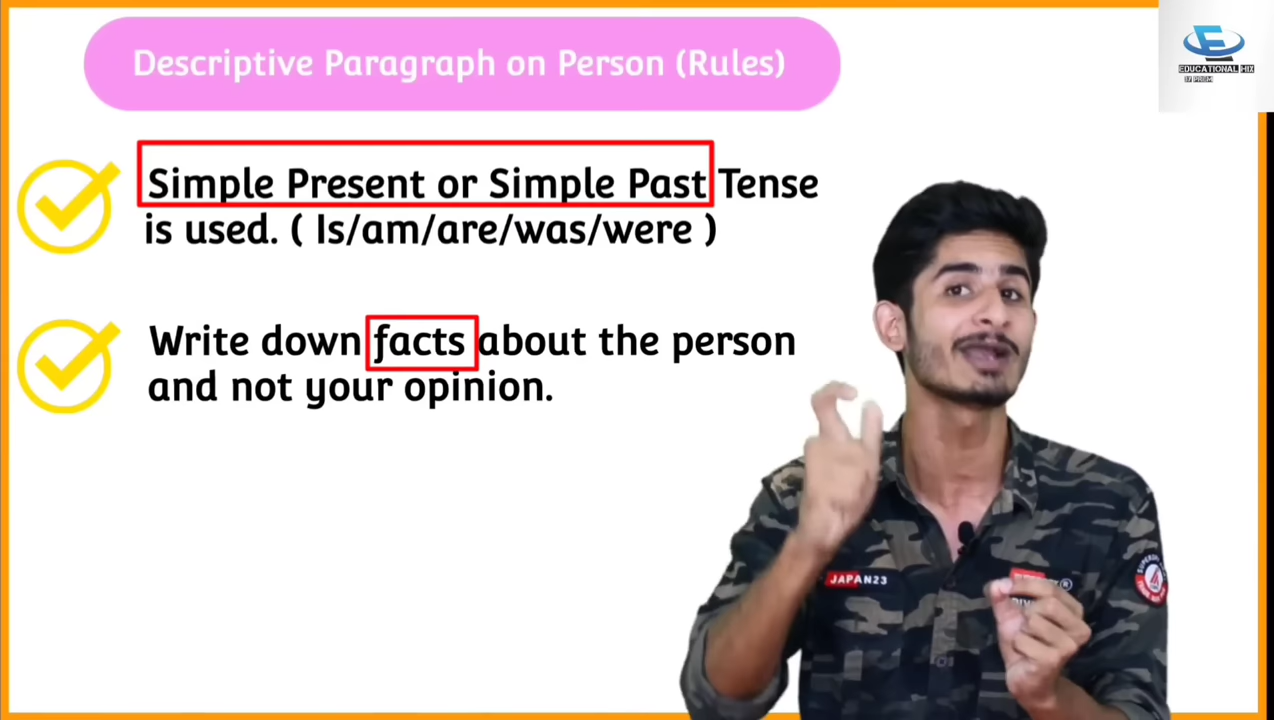 Descriptive Paragraph on Person (Rules)
EDUCATIONAL HIX
Simple Present or Simple Past Tense
is used. ( Is/am/are/was/were )
Write down facts about the person
and not your opinion.
JAPAN23